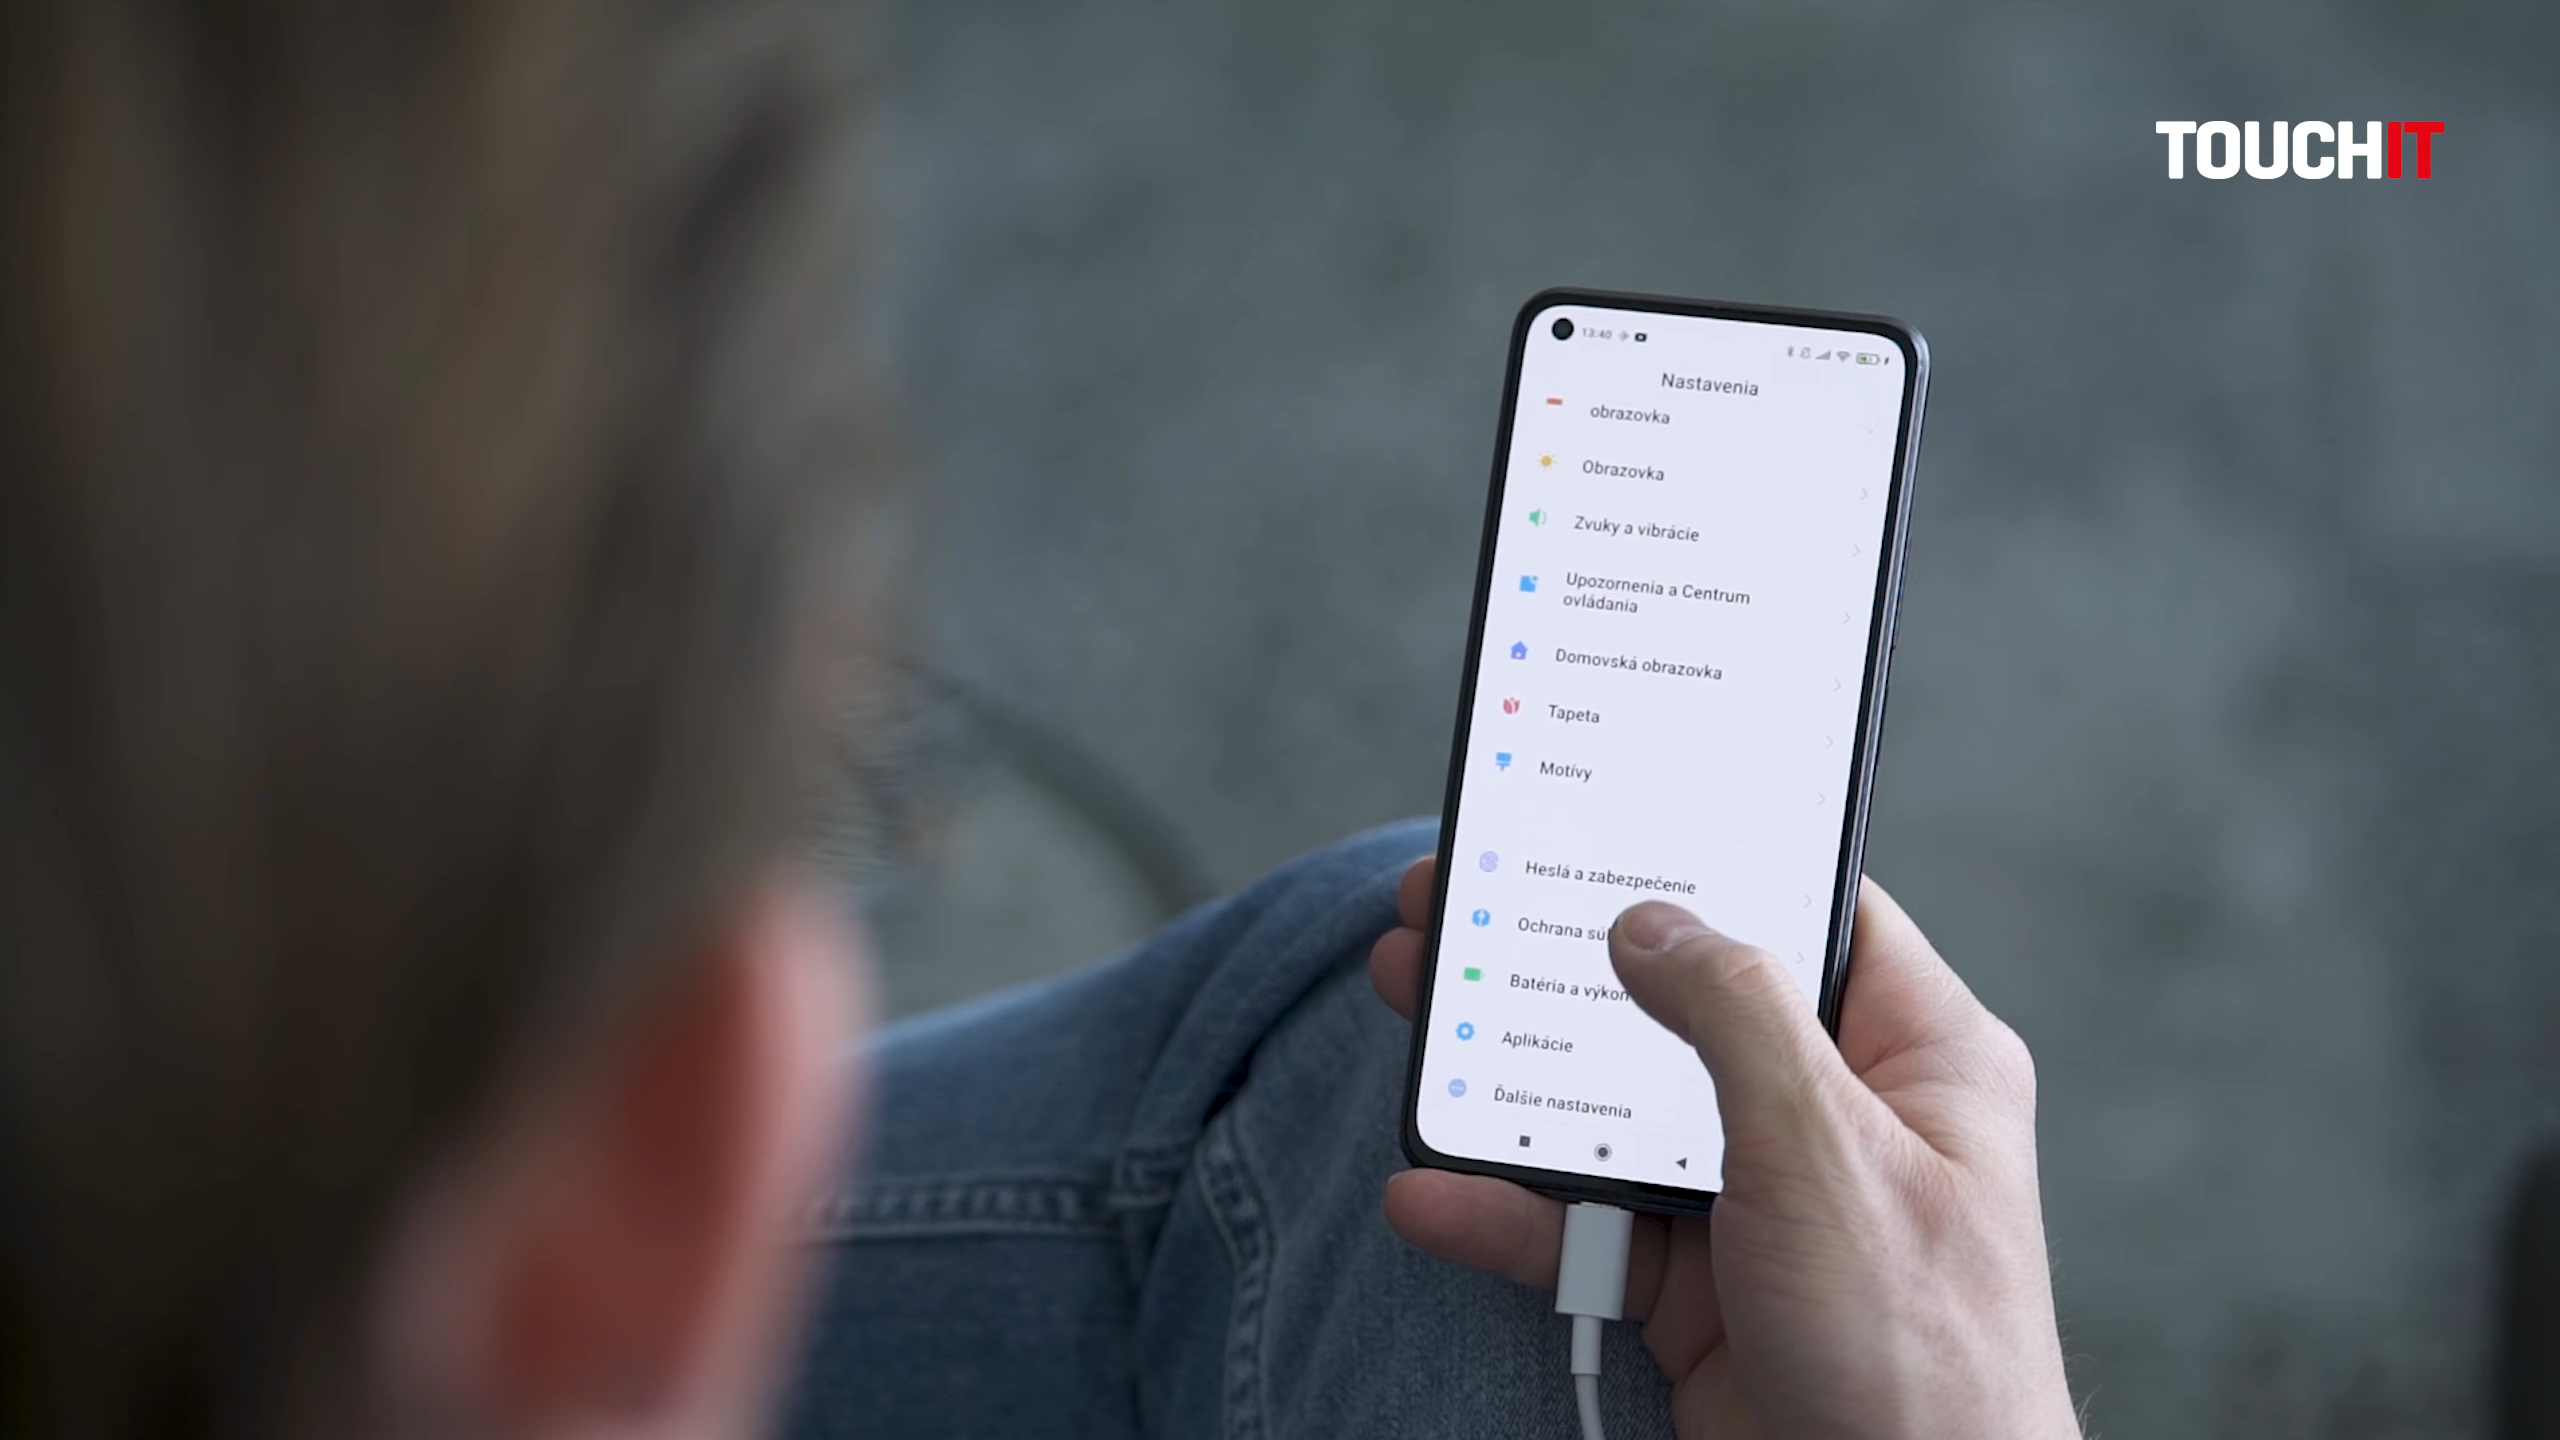 TOUCHIT
13:40
Nastavenia
obrazovka
Obrazovka
Zvuky a vibrácie
Upozornenia a Centrum
ovládania
Domovská obrazovka
Tapeta
Motívy
Heslá a zabezpečenie
Ochrana
Batéria a výkon
Aplikácie
Ďalšie nastavenia